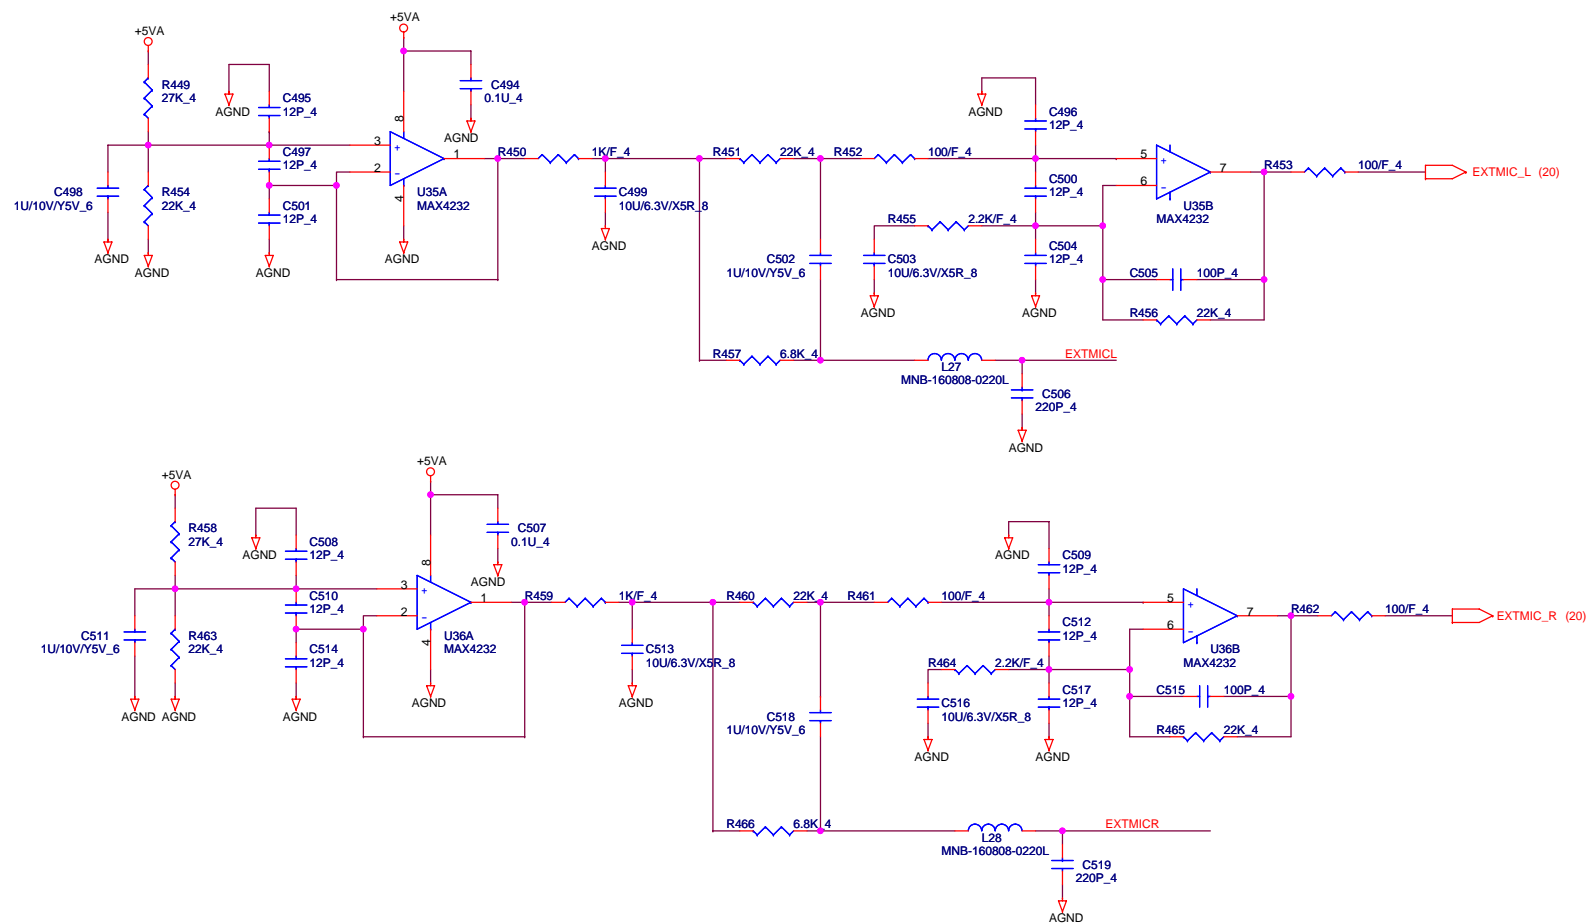 +5VA
+5VA
R449
27K_4
C494
0.1U_4
AGND
C495
12P_4
AGND
8
3
2
1
4
C497
12P_4
C498
1U/10V/Y5V_6
R454
22K_4
C501
12P_4
U35A
MAX4232
AGND
AGND
AGND
AGND
R450
1K/F_4
C499
10U/6.3V/X5R_8
AGND
R451
22K_4
R452
100/F_4
AGND
C496
12P_4
C500
12P_4
5
6
7
U35B
MAX4232
R453
100/F_4
EXTMIC_L (20)
R455
2.2K/F_4
C502
1U/10V/Y5V_6
C503
10U/6.3V/X5R_8
AGND
C504
12P_4
AGND
C505
100P_4
R456
22K_4
R457
6.8K_4
L27
MNB-160808-0220L
EXTMICL
C506
220P_4
AGND
+5VA
+5VA
R458
27K_4
C507
0.1U_4
AGND
C508
12P_4
AGND
8
3
2
1
4
C510
12P_4
C511
1U/10V/Y5V_6
R463
22K_4
C514
12P_4
U36A
MAX4232
AGND
AGND
AGND
AGND
R459
1K/F_4
C513
10U/6.3V/X5R_8
AGND
R460
22K_4
R461
100/F_4
AGND
C509
12P_4
C512
12P_4
5
6
7
U36B
MAX4232
R462
100/F_4
EXTMIC_R (20)
R464
2.2K/F_4
C518
1U/10V/Y5V_6
C516
10U/6.3V/X5R_8
AGND
C517
12P_4
AGND
C515
100P_4
R465
22K_4
R466
6.8K_4
L28
MNB-160808-0220L
EXTMICR
C519
220P_4
AGND